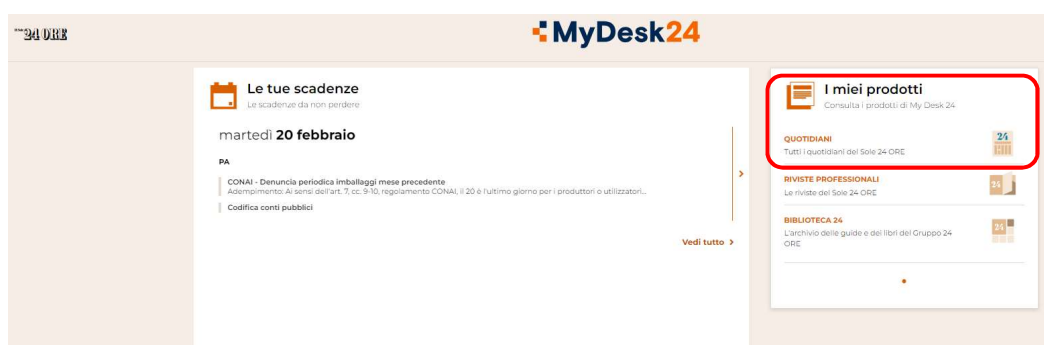 24 ORE
MyDesk24
Le tue scadenze
Le scadenze da non perdere
martedì 20 febbraio
PA
CONAI - Denuncia periodica imballaggi mese precedente
Adempimento: Ai sensi dell'art. 7, cc. 9-10, regolamento CONAI, il 20 è l'ultimo giorno per i produttori o utilizzatori...
Codifica conti pubblici
Vedi tutto
I miei prodotti
Consulta i prodotti di My Desk 24
QUOTIDIANI
Tutti i quotidiani del Sole 24 ORE
24
RIVISTE PROFESSIONALI
Le riviste del Sole 24 ORE
24
BIBLIOTECA 24
L'archivio delle guide e dei libri del Gruppo 24
ORE
24